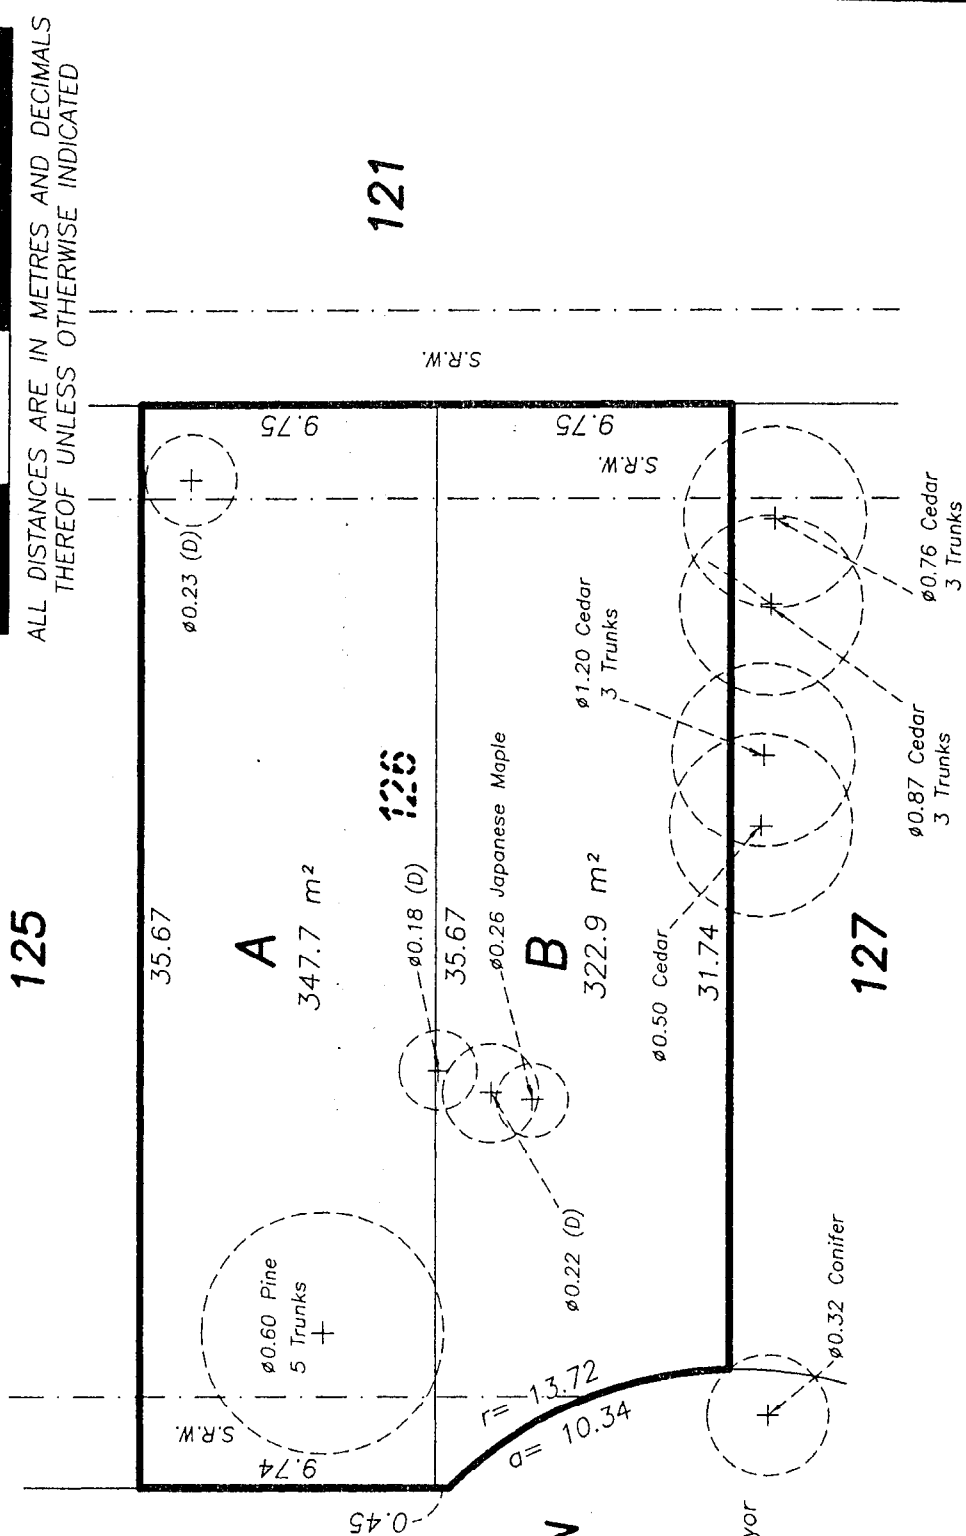 ALL DISTANCES ARE IN METRES AND DECIMALS
THEREOF UNLESS OTHERWISE INDICATED
125
121
S.R.W.
35.67
A
347.7 m²
ø0.23 (D)
9.75
9.75
S.R.W.
126
ø0.18 (D)
35.67
ø0.26 Japanese Maple
B
322.9 m²
ø1.20 Cedar
3 Trunks
ø0.50 Cedar
31.74
127
ø0.87 Cedar
3 Trunks
ø0.76 Cedar
3 Trunks
ø0.60 Pine
5 Trunks
S.R.W.
9.74
0.45
ø0.22 (D)
r= 13.72
a= 10.34
ø0.32 Conifer
yor